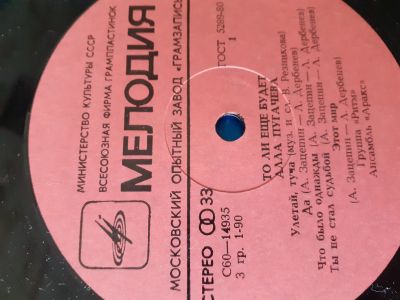 МИНИСТЕРСТВО КУЛЬТУРЫ СССР
ВСЕСОЮЗНАЯ ФИРМА ГРАМПЛАСТИНОК
МЕЛОДИЯ
МОСКОВСКИЙ ОПЫТНЫЙ ЗАВОД «ГРАМЗАПИСЬ»
ГОСТ 5289-80
СТЕРЕО 33
1
С60—14935
3 гр. 1-90
ТО ЛИ ЕЩЕ БУДЕТ
АЛЛА ПУГАЧЕВА
Улетай, туча (муз. и сл. В. Резникова)
Да (А. Зацепин — Л. Дербенев)
Что было однажды (А. Зацепин — Л. Дербенев)
Ты не стал судьбой (А. Зацепин — Л. Дербенев)
Этот мир
(А. Зацепин — Л. Дербенев)
Группа «Ритм»
Ансамбль «Аракс»